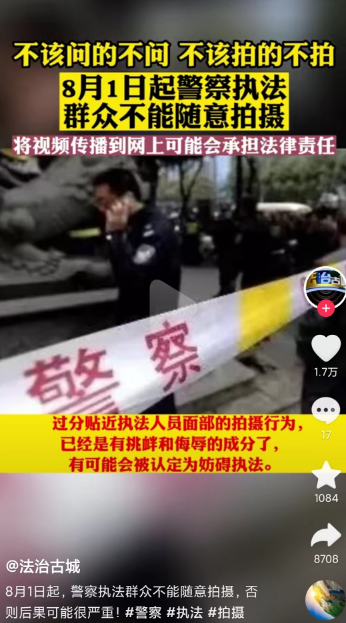 不该问的不问 不该拍的不拍
8月1日起警察执法
群众不能随意拍摄
将视频传播到网上可能会承担法律责任
治古
警察
1.7万
过分贴近执法人员面部的拍摄行为，
已经是有挑衅和侮辱的成分了，
有可能会被认定为妨碍执法。
17
1084
8708
@法治古城
8月1日起，警察执法群众不能随意拍摄，否
则后果可能很严重！#警察 #执法 #拍摄